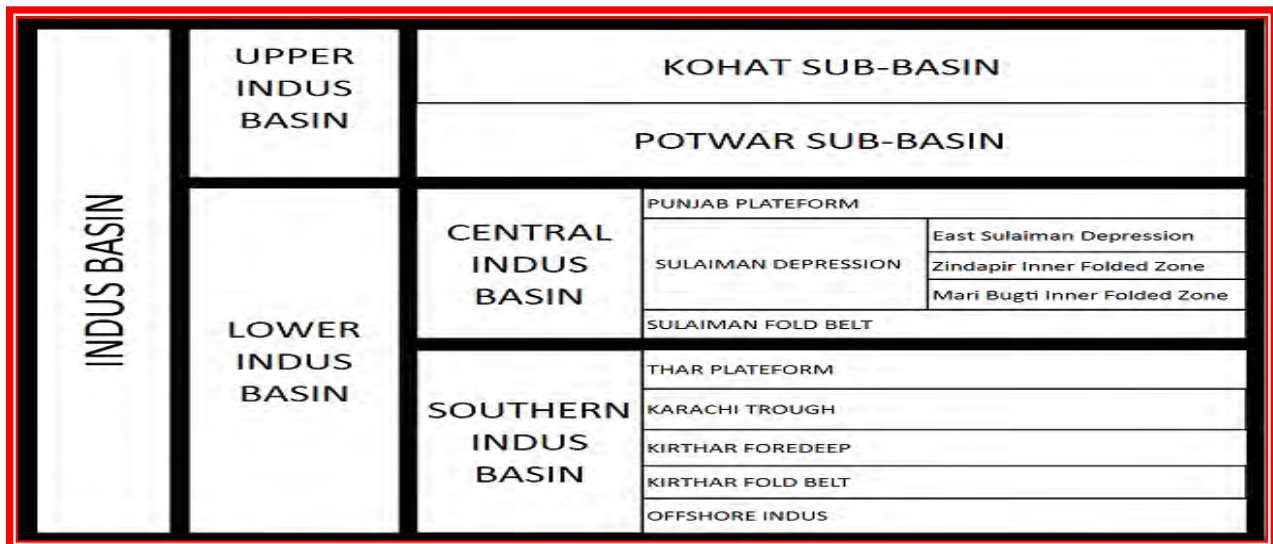 INDUS BASIN
UPPER
INDUS
BASIN
KOHAT SUB-BASIN
POTWAR SUB-BASIN
LOWER
INDUS
BASIN
CENTRAL
INDUS
BASIN
PUNJAB PLATEFORM
SULAIMAN DEPRESSION
East Sulaiman Depression
Zindapir Inner Folded Zone
Mari Bugti Inner Folded Zone
SULAIMAN FOLD BELT
SOUTHERN
INDUS
BASIN
THAR PLATEFORM
KARACHI TROUGH
KIRTHAR FOREDEEP
KIRTHAR FOLD BELT
OFFSHORE INDUS